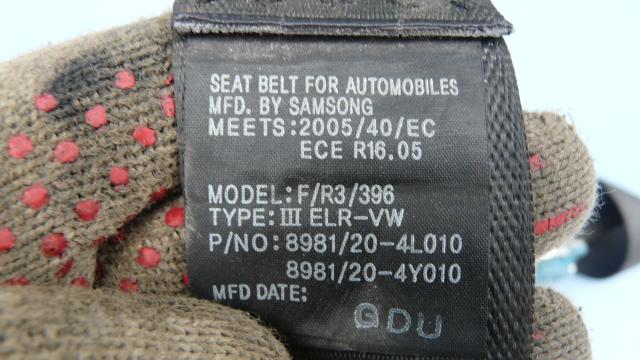 SEAT BELT FOR AUTOMOBILES
MFD. BY SAMSONG
MEETS:2005/40/EC
ECE R16.05
MODEL:F/R3/396
TYPE:III ELR-VW
P/NO:8981/20-4L010
8981/20-4Y010
MFD DATE:
GDU